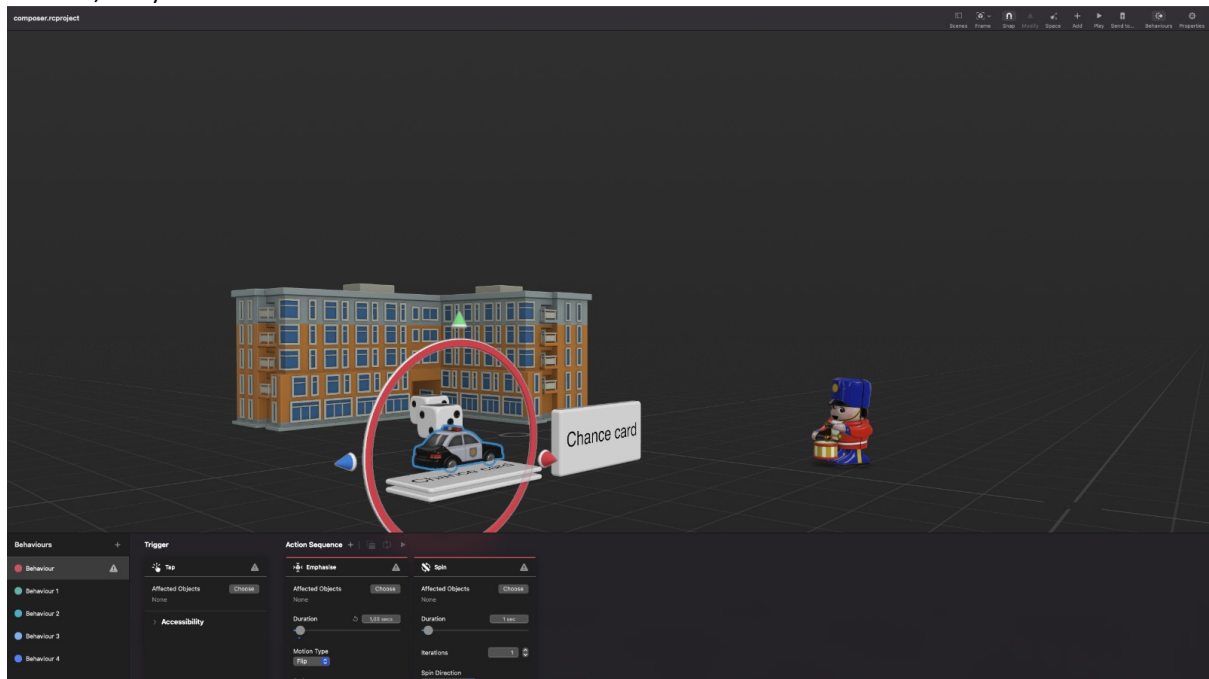 composer.rcproject
Scenes Frame Snap Modify Space Add Play Send to... Behaviours Properties
Chance card
Chance card
Behaviours +
Behaviour
Behaviour 1
Behaviour 2
Behaviour 3
Behaviour 4
Trigger
Tap
Affected Objects Choose
None
Accessibility
Action Sequence +
Emphasise
Affected Objects Choose
None
Duration
Motion Type
Flip
Spin
Affected Objects Choose
None
Duration 1 sec
Iterations 1
Spin Direction